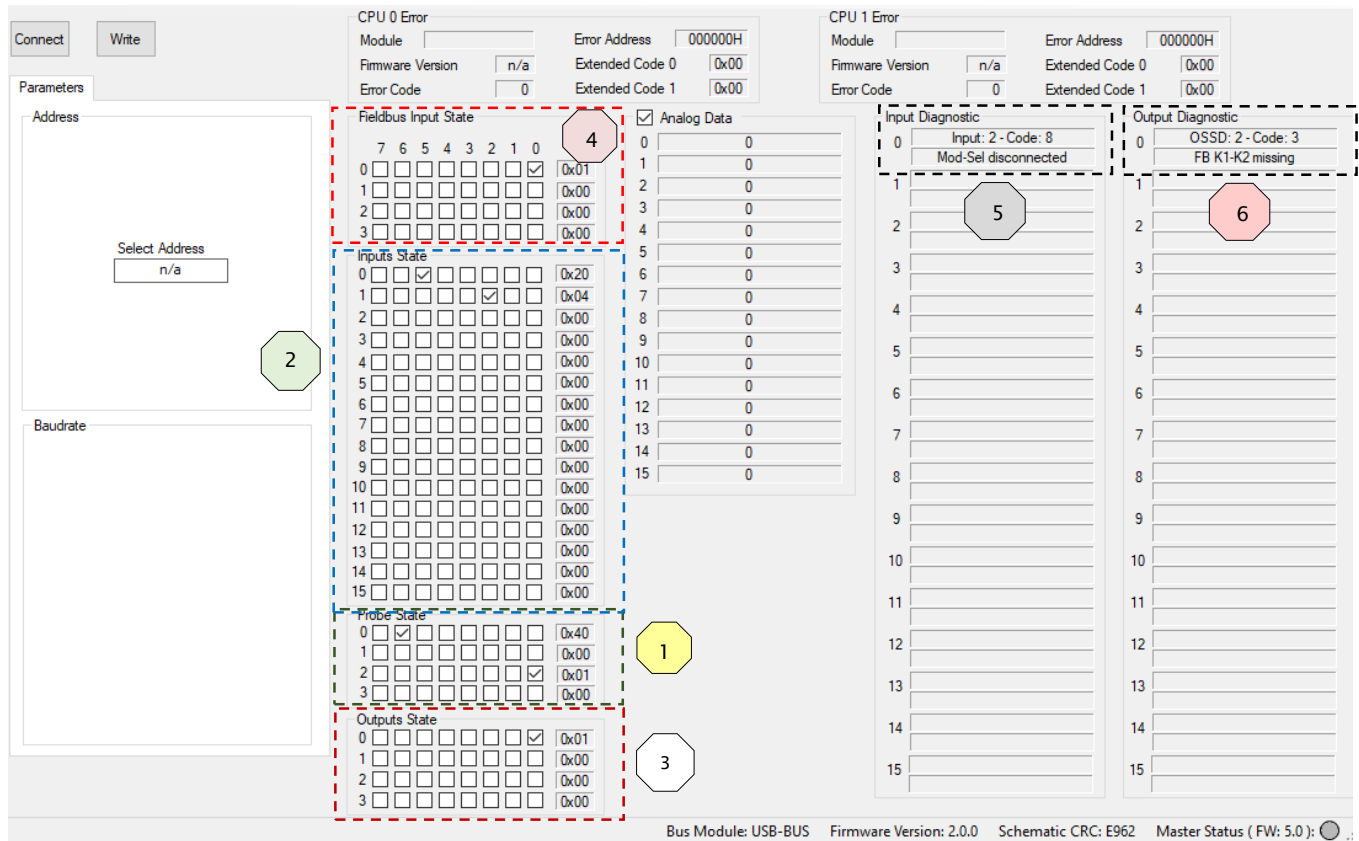 Connect Write
CPU 0 Error
Module Error Address 000000H
Firmware Version n/a Extended Code 0 0x00
Error Code 0 Extended Code 1 0x00
CPU 1 Error
Module Error Address 000000H
Firmware Version n/a Extended Code 0 0x00
Error Code 0 Extended Code 1 0x00
Parameters
Address
Select Address
n/a
2
Baudrate
Fieldbus Input State
4
7 6 5 4 3 2 1 0
0 0x01
1 0x00
2 0x00
3 0x00
Inputs State
0 0x20
1 0x04
2 0x00
3 0x00
4 0x00
5 0x00
6 0x00
7 0x00
8 0x00
9 0x00
10 0x00
11 0x00
12 0x00
13 0x00
14 0x00
15 0x00
Probe State
0 0x40
1 0x00
2 0x01
3 0x00
1
Outputs State
0 0x01
1 0x00
2 0x00
3 0x00
3
Analog Data
0 0
1 0
2 0
3 0
4 0
5 0
6 0
7 0
8 0
9 0
10 0
11 0
12 0
13 0
14 0
15 0
Input Diagnostic
0 Input: 2 - Code: 8
Mod-Sel disconnected
1
5
2
3
4
5
6
7
8
9
10
11
12
13
14
15
Output Diagnostic
0 OSSD: 2 - Code: 3
FB K1-K2 missing
1
6
2
3
4
5
6
7
8
9
10
11
12
13
14
15
Bus Module: USB-BUS Firmware Version: 2.0.0 Schematic CRC: E962 Master Status ( FW: 5.0 ):